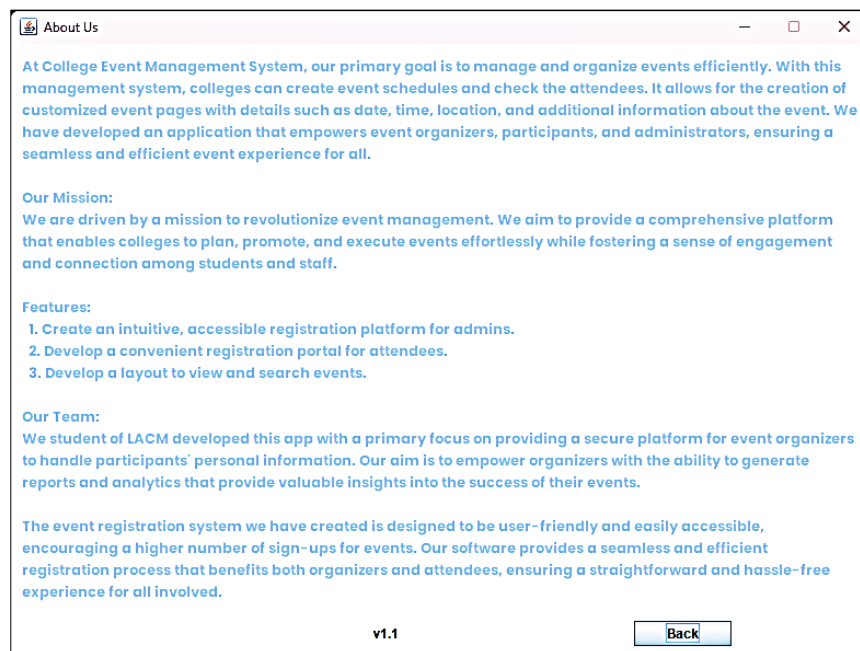 About Us
At College Event Management System, our primary goal is to manage and organize events efficiently. With this
management system, colleges can create event schedules and check the attendees. It allows for the creation of
customized event pages with details such as date, time, location, and additional information about the event. We
have developed an application that empowers event organizers, participants, and administrators, ensuring a
seamless and efficient event experience for all.
Our Mission:
We are driven by a mission to revolutionize event management. We aim to provide a comprehensive platform
that enables colleges to plan, promote, and execute events effortlessly while fostering a sense of engagement
and connection among students and staff.
Features:
1. Create an intuitive, accessible registration platform for admins.
2. Develop a convenient registration portal for attendees.
3. Develop a layout to view and search events.
Our Team:
We student of LACM developed this app with a primary focus on providing a secure platform for event organizers
to handle participants' personal information. Our aim is to empower organizers with the ability to generate
reports and analytics that provide valuable insights into the success of their events.
The event registration system we have created is designed to be user-friendly and easily accessible,
encouraging a higher number of sign-ups for events. Our software provides a seamless and efficient
registration process that benefits both organizers and attendees, ensuring a straightforward and hassle-free
experience for all involved.
v1.1
Back